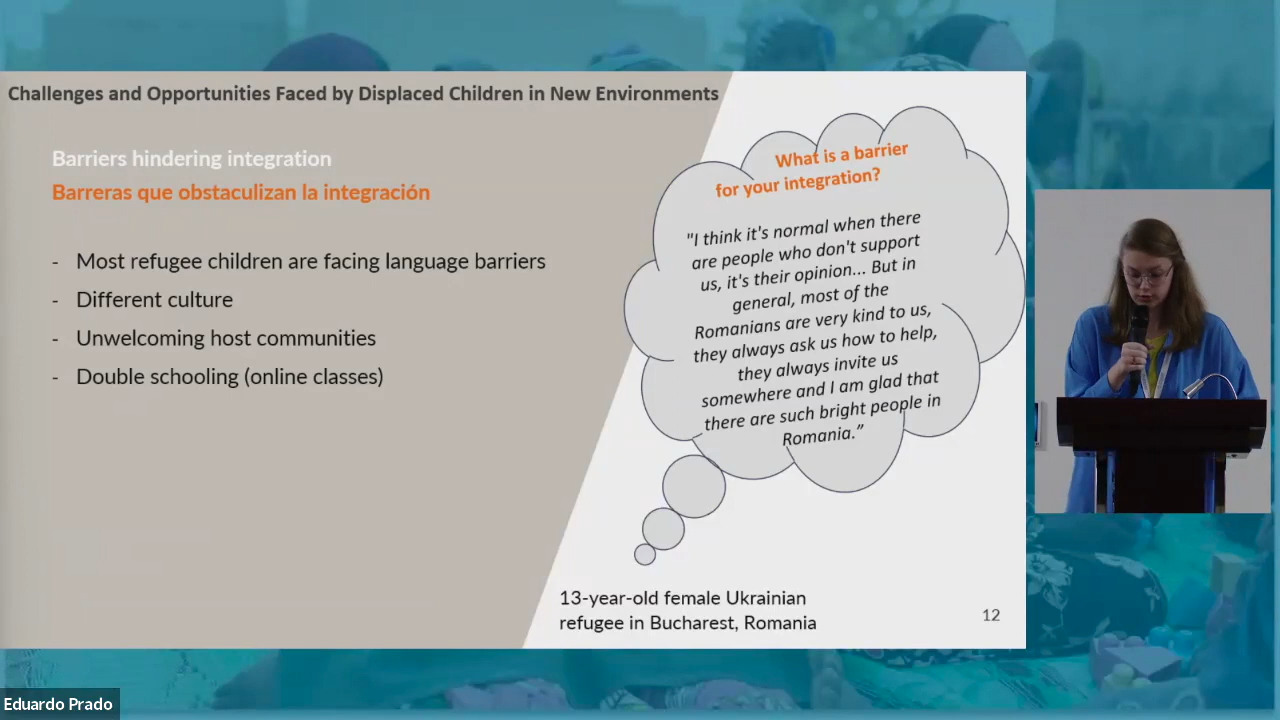 Challenges and Opportunities Faced by Displaced Children in New Environments
Barriers hindering integration
Barreras que obstaculizan la integración
- Most refugee children are facing language barriers
- Different culture
- Unwelcoming host communities
- Double schooling (online classes)
What is a barrier
for your integration?
"I think it's normal when there
are people who don't support
us, it's their opinion... But in
general, most of the
Romanians are very kind to us,
they always ask us how to help,
they always invite us
somewhere and I am glad that
there are such bright people in
Romania.”
13-year-old female Ukrainian
refugee in Bucharest, Romania
12
Eduardo Prado